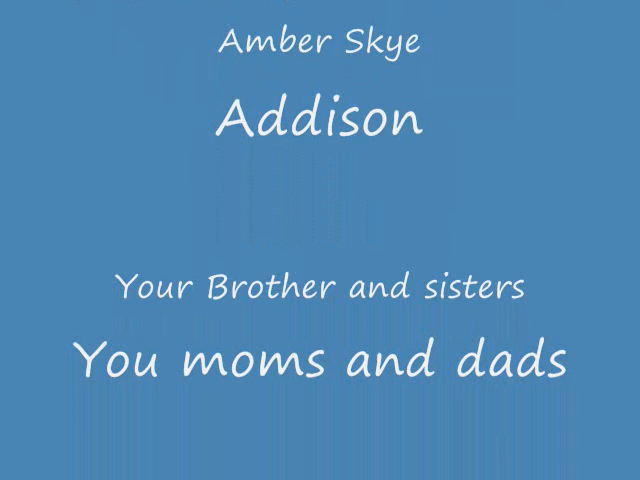 Amber Skye
Addison
Your Brother and sisters
You moms and dads